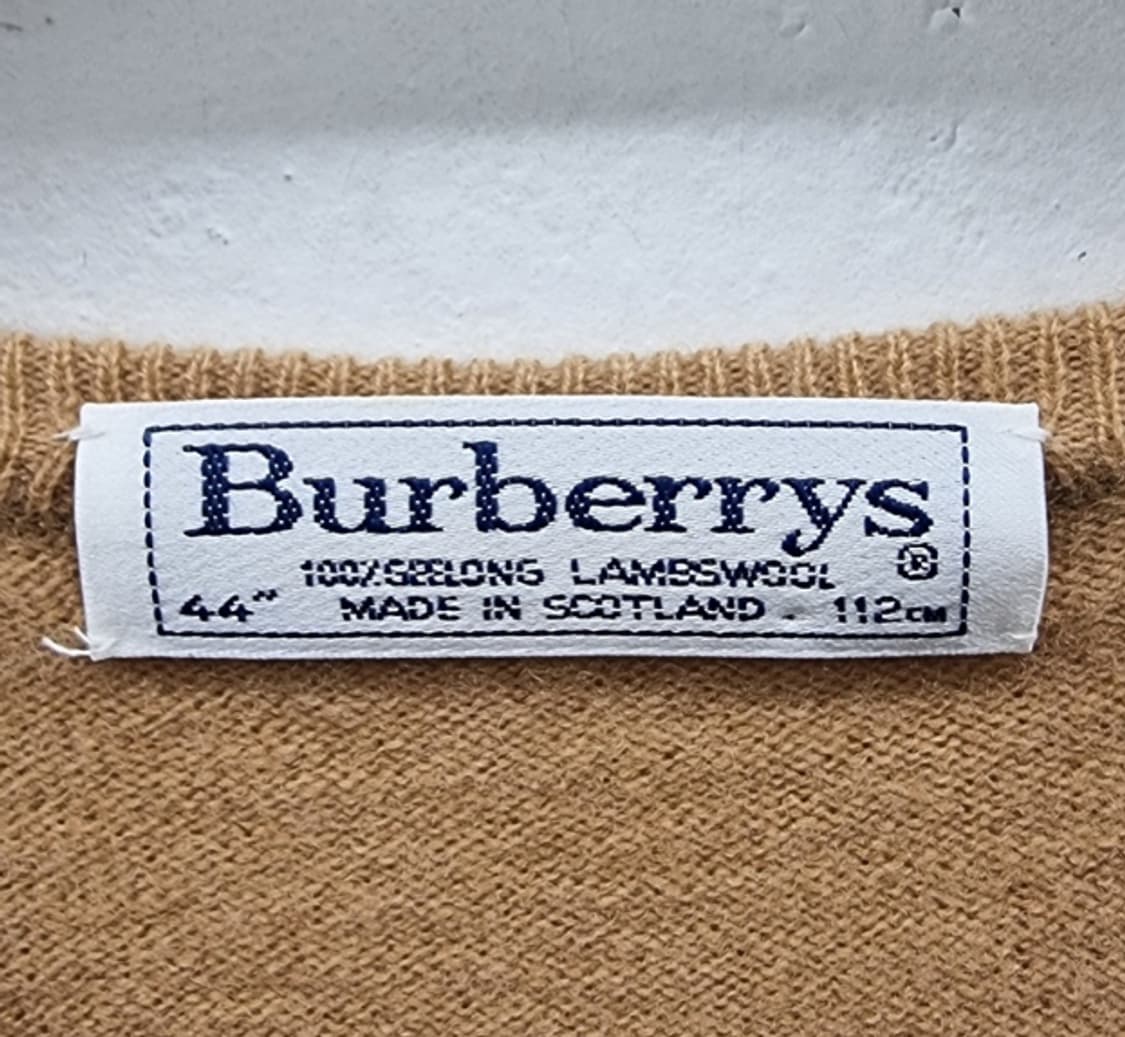 Burberrys
®
100% GEELONG LAMBSWOOL
44" MADE IN SCOTLAND . 112CM